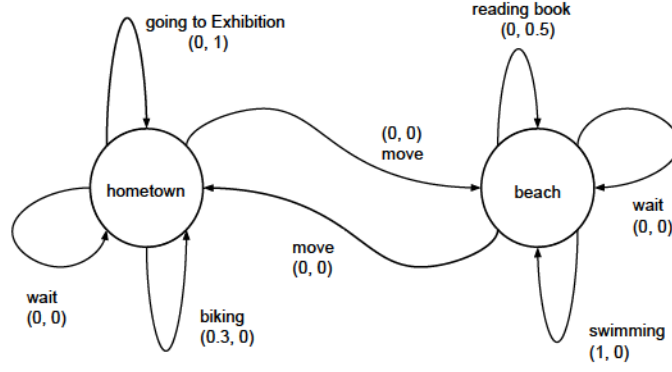 going to Exhibition
(0, 1)
reading book
(0, 0.5)
(0, 0)
move
hometown
beach
wait
(0, 0)
move
(0, 0)
wait
(0, 0)
biking
(0.3, 0)
swimming
(1, 0)